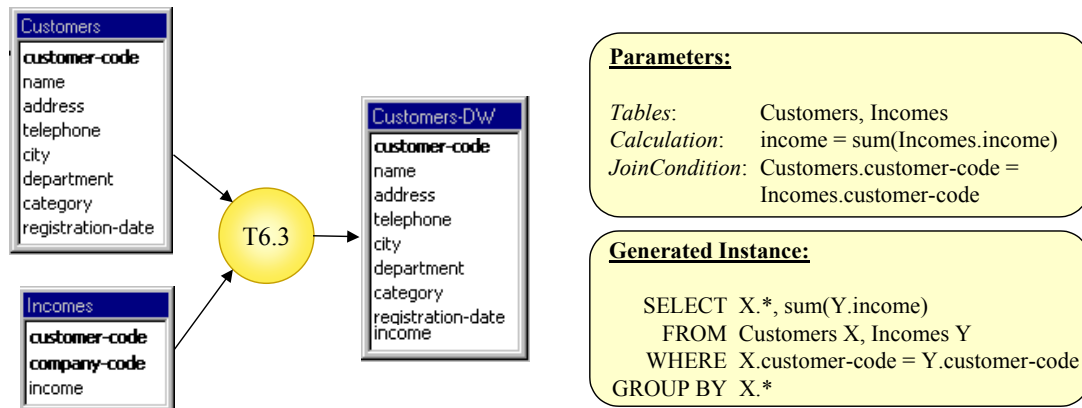 Customers
customer-code
name
address
telephone
city
department
category
registration-date
Incomes
customer-code
company-code
income
T6.3
Customers-DW
customer-code
name
address
telephone
city
department
category
registration-date
income
Parameters:
Tables: Customers, Incomes
Calculation: income = sum(Incomes.income)
JoinCondition: Customers.customer-code =
Incomes.customer-code
Generated Instance:
SELECT X.*, sum(Y.income)
FROM Customers X, Incomes Y
WHERE X.customer-code = Y.customer-code
GROUP BY X.*